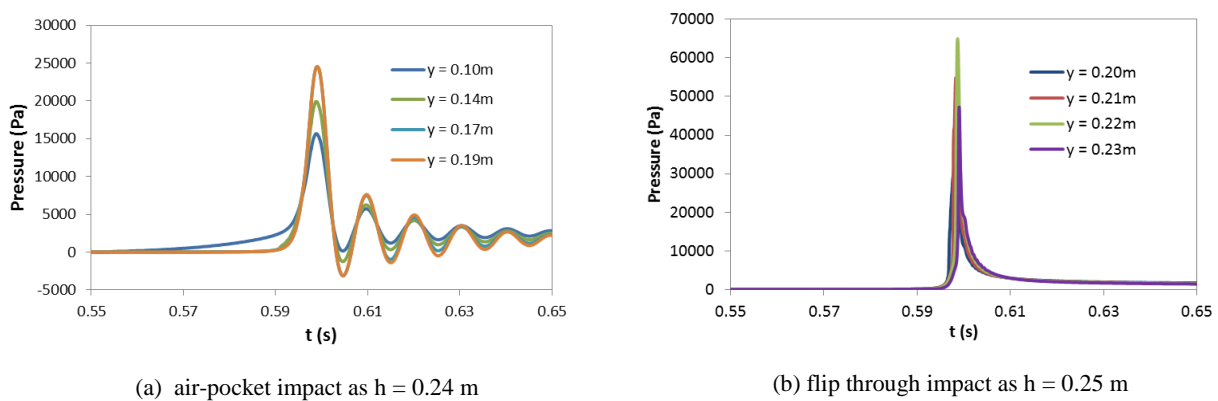 30000
25000
20000
15000
10000
5000
0
-5000
Pressure (Pa)
0.55
0.57
0.59
0.61
0.63
0.65
t (s)
y = 0.10m
y = 0.14m
y = 0.17m
y = 0.19m
(a) air-pocket impact as h = 0.24 m
70000
60000
50000
40000
30000
20000
10000
0
Pressure (Pa)
0.55
0.57
0.59
0.61
0.63
0.65
t (s)
y = 0.20m
y = 0.21m
y = 0.22m
y = 0.23m
(b) flip through impact as h = 0.25 m